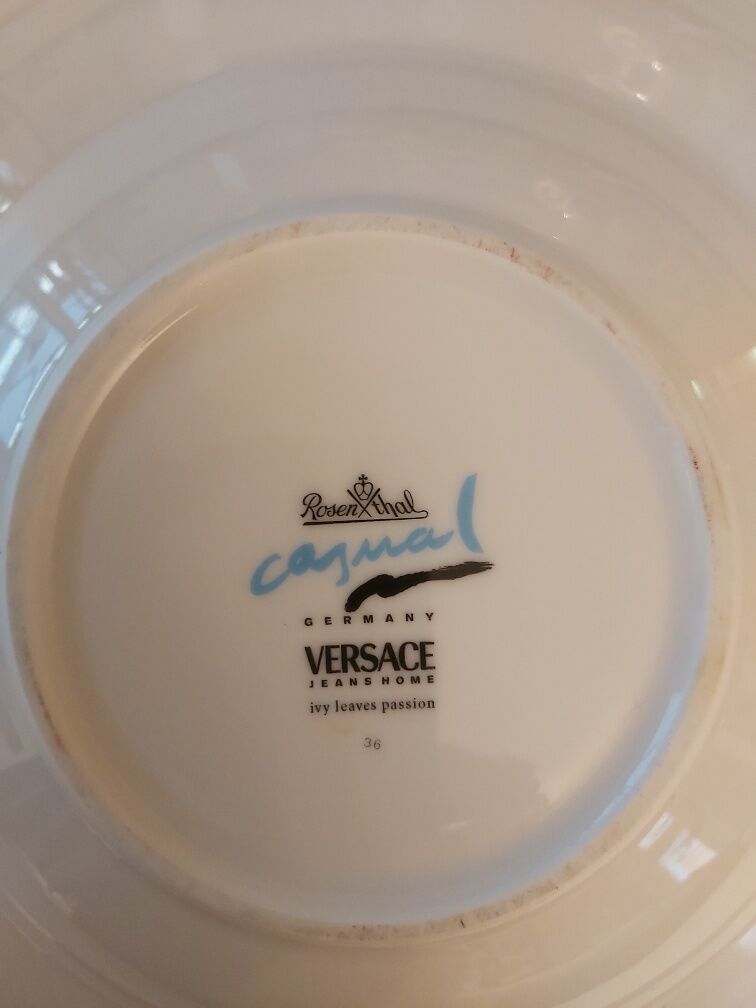 Rosenthal
casual
GERMANY
VERSACE
JEANS HOME
ivy leaves passion
36